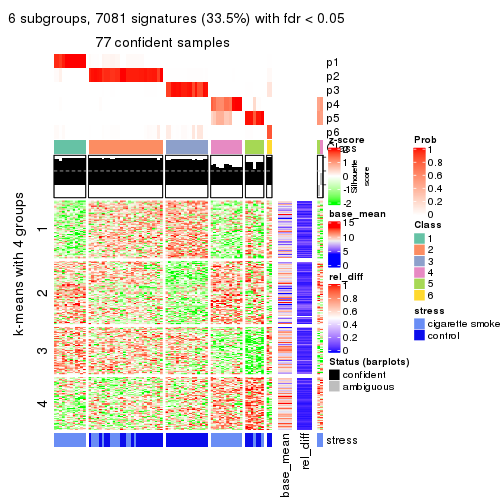 6 subgroups, 7081 signatures (33.5%) with fdr < 0.05
77 confident samples
p1
p2
p3
p4
p5
p6
Class
Silhouette
score
k-means with 4 groups
1
2
3
4
stress
base_mean
rel_diff
z-score
2
1
0
-1
-2
base_mean
15
10
5
0
rel_diff
1
0.8
0.6
0.4
0.2
0
Status (barplots)
confident
ambiguous
Prob
1
0.8
0.6
0.4
0.2
0
Class
1
2
3
4
5
6
stress
cigarette smoke
control